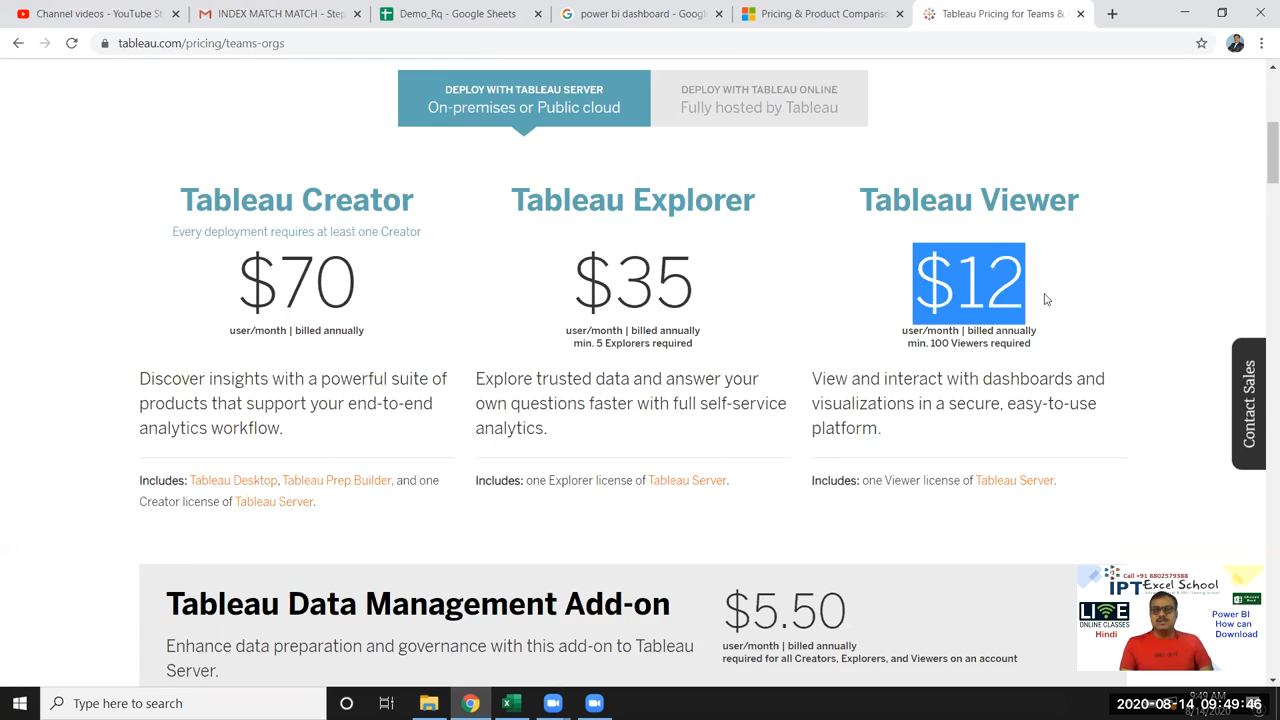 Channel videos - YouTube S
INDEX MATCH MATCH - Step
Demo_Rq - Google Sheets
power bi dashboard - Googl
Pricing & Product Comparis
Tableau Pricing for Teams &
tableau.com/pricing/teams-orgs
DEPLOY WITH TABLEAU SERVER
On-premises or Public cloud
DEPLOY WITH TABLEAU ONLINE
Fully hosted by Tableau
Tableau Creator
Every deployment requires at least one Creator
$70
user/month | billed annually
Discover insights with a powerful suite of
products that support your end-to-end
analytics workflow.
Includes: Tableau Desktop, Tableau Prep Builder, and one
Creator license of Tableau Server.
Tableau Explorer
$35
user/month | billed annually
min. 5 Explorers required
Explore trusted data and answer your
own questions faster with full self-service
analytics.
Includes: one Explorer license of Tableau Server.
Tableau Viewer
$12
user/month | billed annually
min. 100 Viewers required
View and interact with dashboards and
visualizations in a secure, easy-to-use
platform.
Includes: one Viewer license of Tableau Server.
Contact Sales
Tableau Data Management Add-on
Enhance data preparation and governance with this add-on to Tableau
Server.
$5.50
user/month | billed annually
required for all Creators, Explorers, and Viewers on an account
Call +91 8802579388
IPT Excel School
LIVE
ONLINE CLASSES
Hindi
Power BI
How can
Download
Type here to search
9:49 AM
8/14/2020
2020-08-14 09:49:46